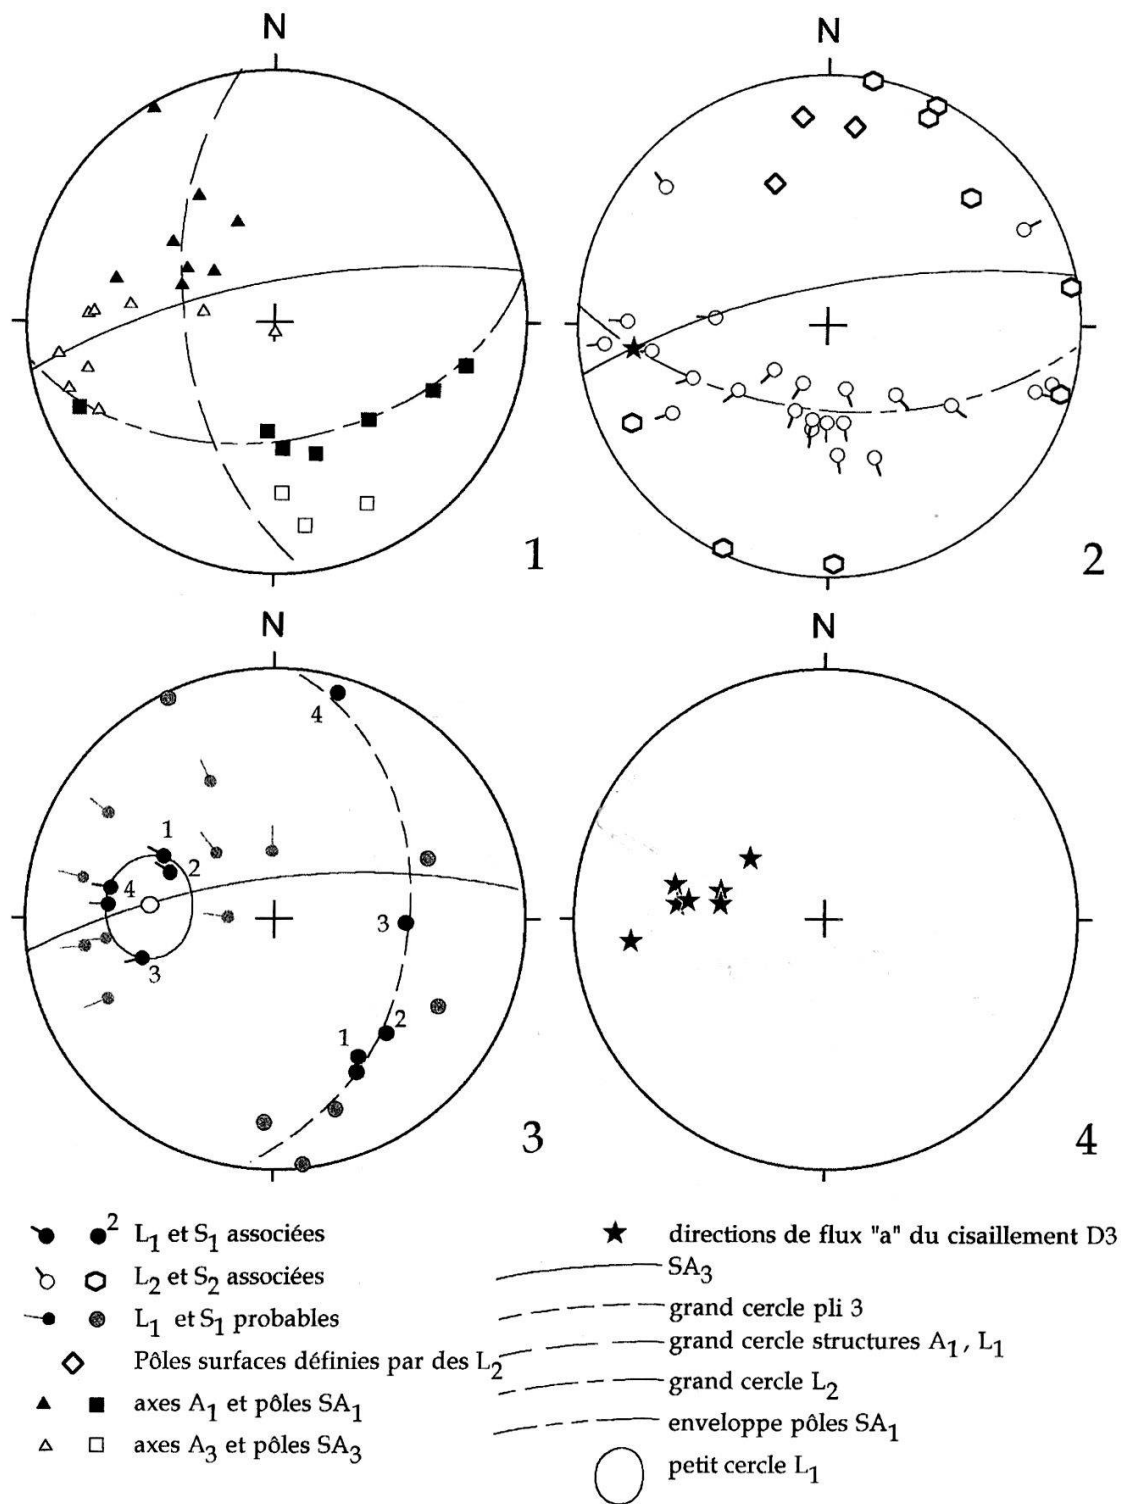 N
N
1
2
N
N
4
1
2
4
3
3
2
1
3
4
2
L1 et S1 associées
L2 et S2 associées
L1 et S1 probables
Pôles surfaces définies par des L2
axes A1 et pôles SA1
axes A3 et pôles SA3
directions de flux "a" du cisaillement D3
SA3
grand cercle pli 3
grand cercle structures A1, L1
grand cercle L2
enveloppe pôles SA1
petit cercle L1